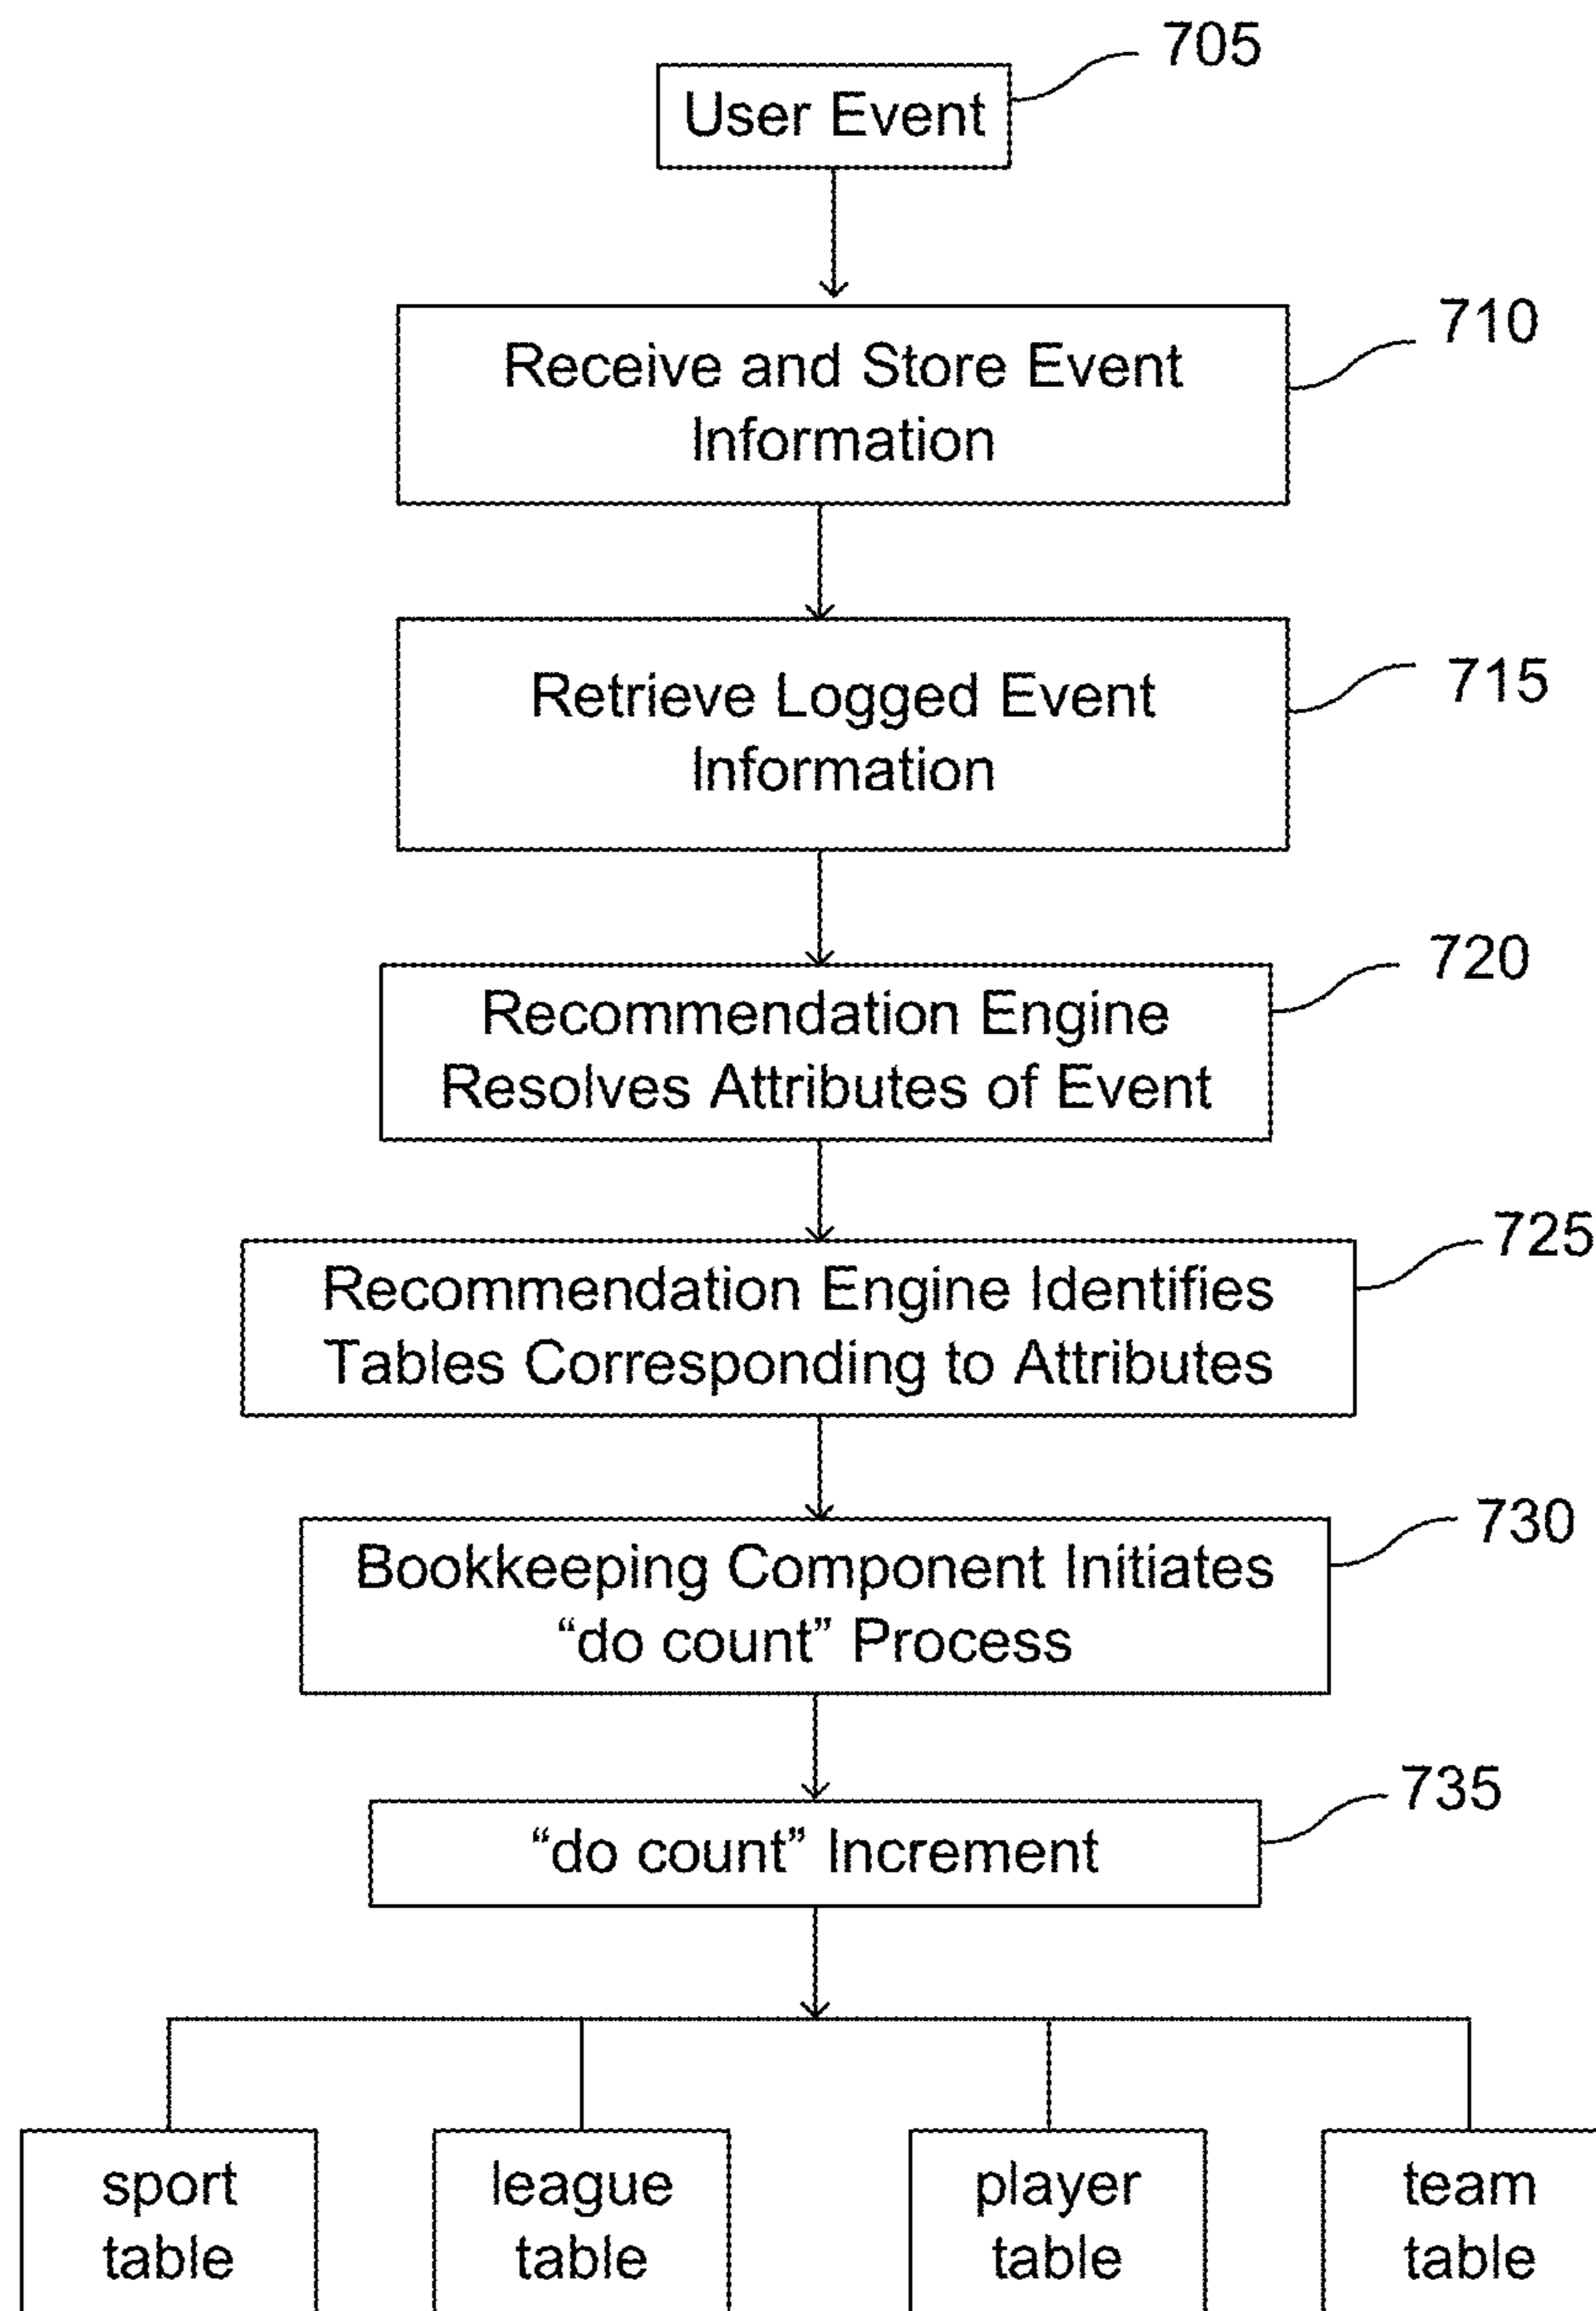 705
User Event
710
Receive and Store Event
Information
715
Retrieve Logged Event
Information
720
Recommendation Engine
Resolves Attributes of Event
725
Recommendation Engine Identifies
Tables Corresponding to Attributes
730
Bookkeeping Component Initiates
“do count” Process
735
“do count” Increment
sport
table
league
table
player
table
team
table